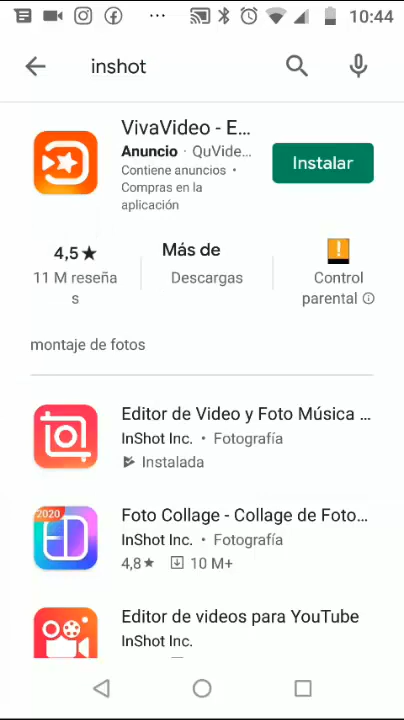 10:44
inshot
VivaVideo - E...
Anuncio · QuVide...
Instalar
Contiene anuncios •
Compras en la
aplicación
4,5★
11 M reseña
s
Más de
Descargas
!
Control
parental
montaje de fotos
Editor de Video y Foto Música ...
InShot Inc. • Fotografía
Instalada
2020
Foto Collage - Collage de Foto...
InShot Inc. • Fotografía
4,8★ 10 M+
Editor de videos para YouTube
InShot Inc.